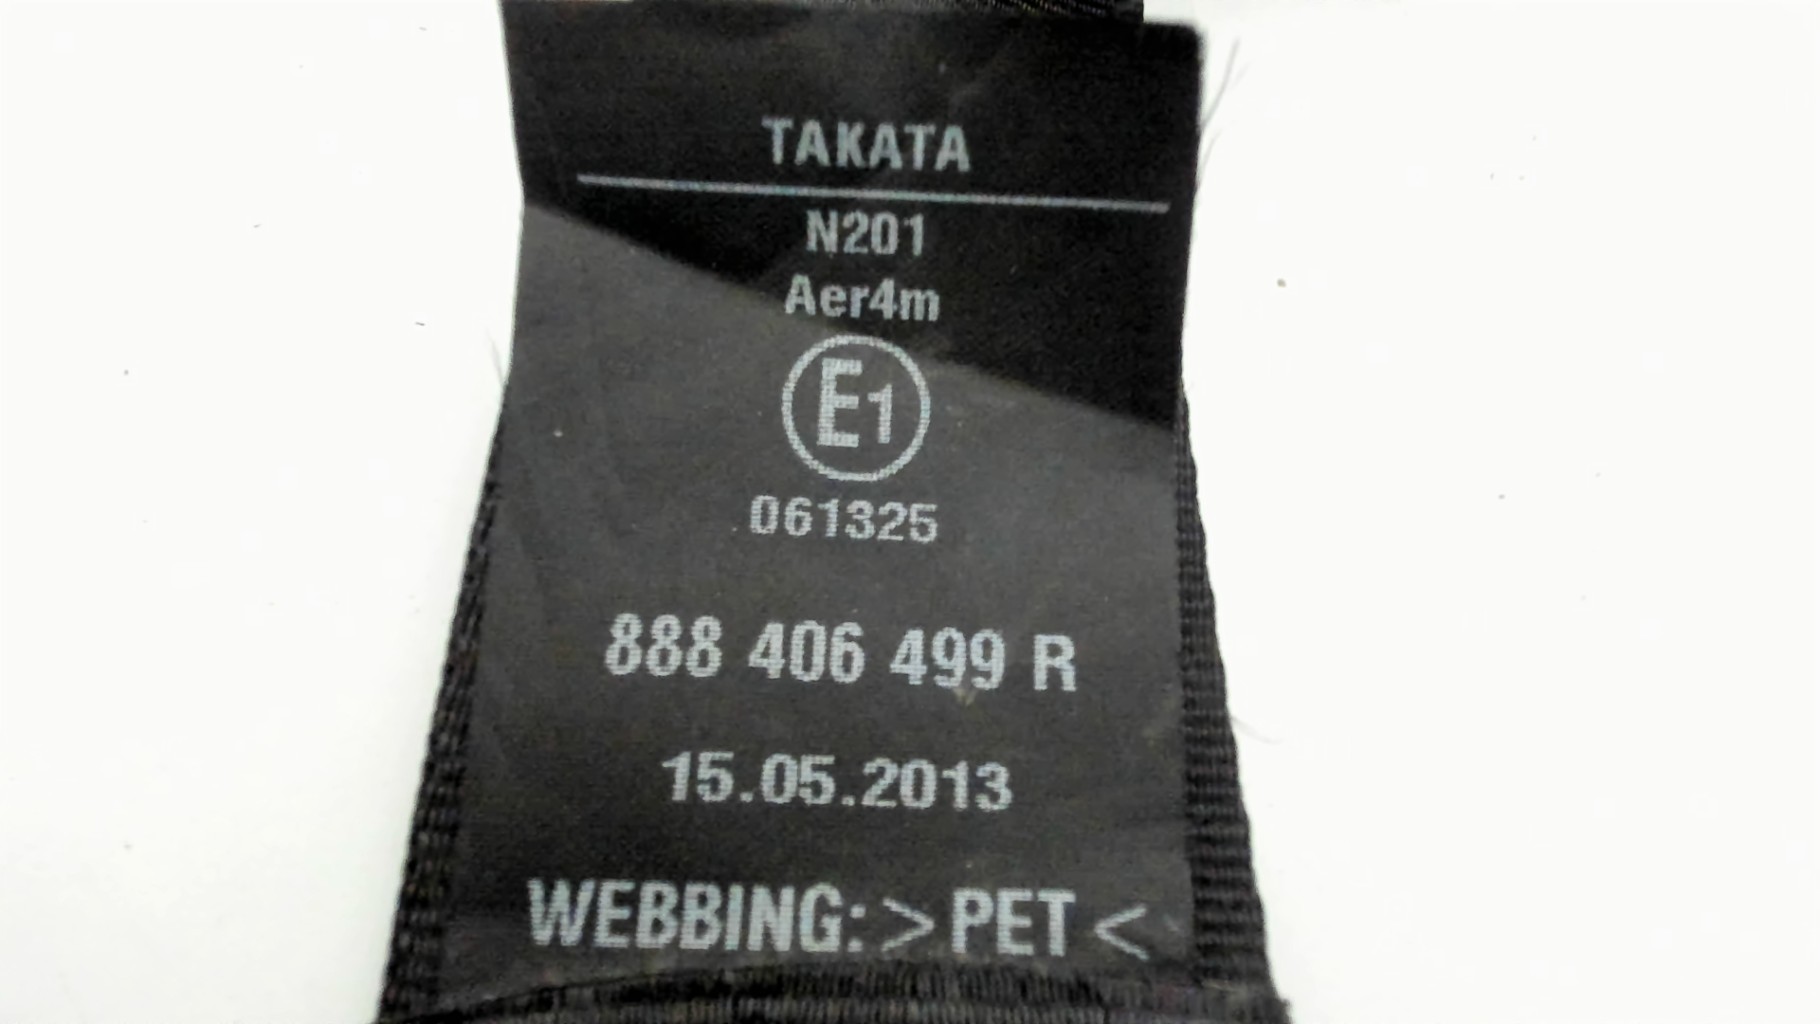 TAKATA
N201
Aer4m
E1
061325
888 406 499 R
15.05.2013
WEBBING: >PET<